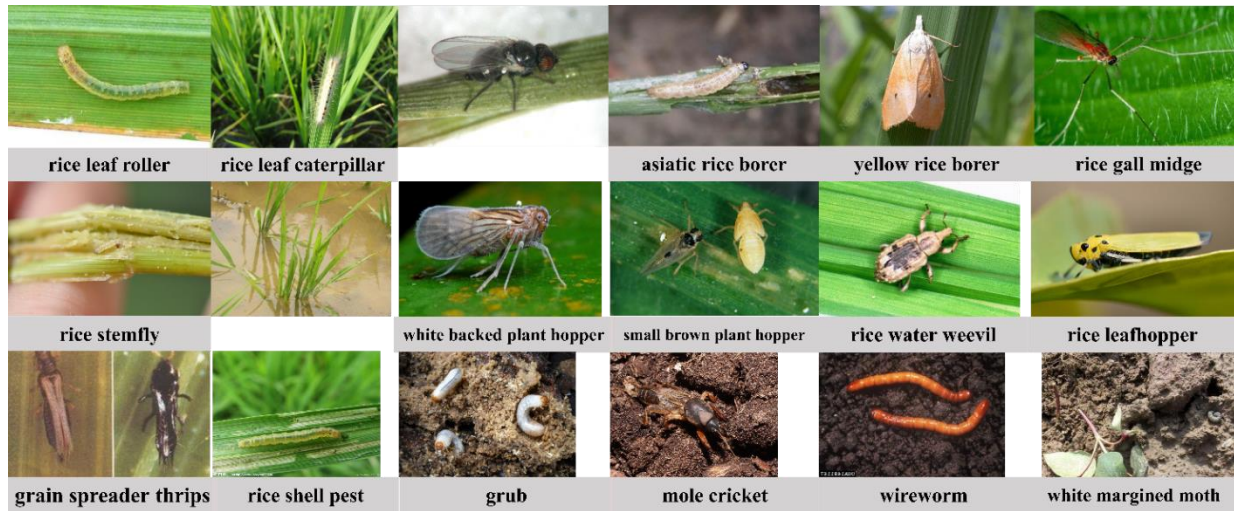 rice leaf roller
rice leaf caterpillar
asiatic rice borer
yellow rice borer
rice gall midge
rice stemfly
white backed plant hopper
small brown plant hopper
rice water weevil
rice leafhopper
grain spreader thrips
rice shell pest
grub
mole cricket
wireworm
white margined moth